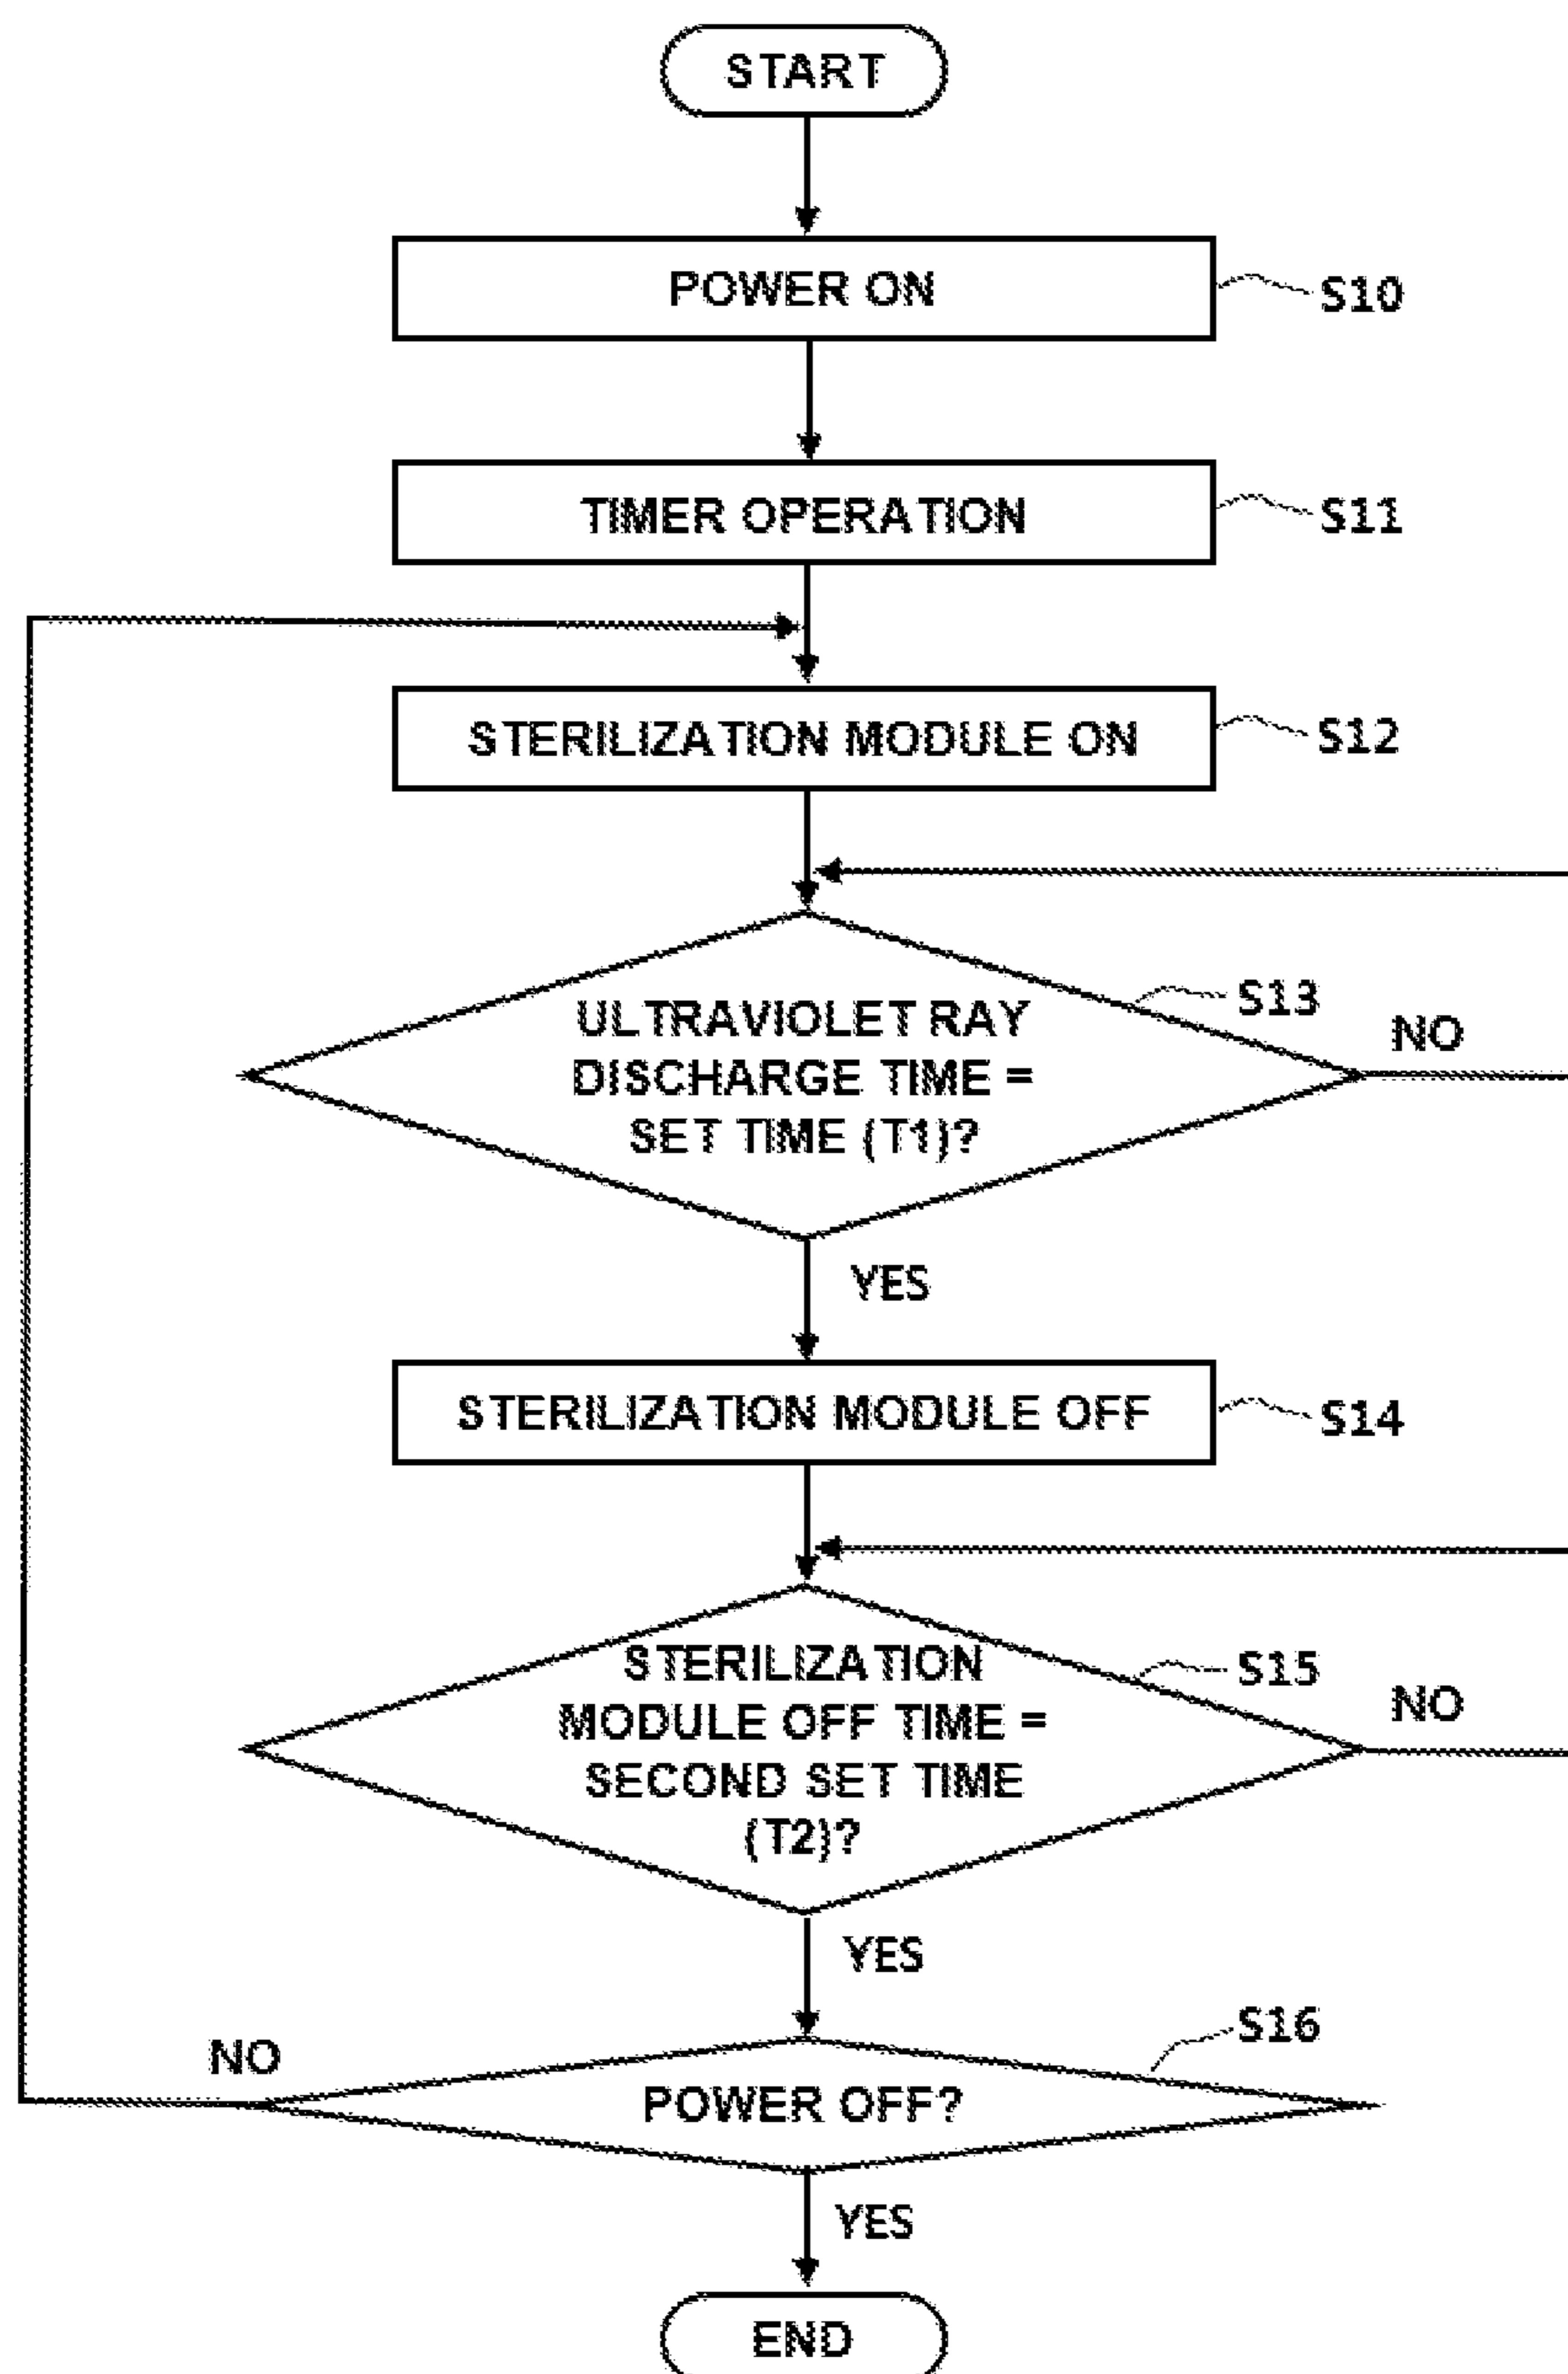 START
POWER ON
S10
TIMER OPERATION
S11
STERILIZATION MODULE ON
S12
S13
NO
ULTRAVIOLET RAY
DISCHARGE TIME =
SET TIME (T1)?
YES
STERILIZATION MODULE OFF
S14
S15
NO
STERILIZATION
MODULE OFF TIME =
SECOND SET TIME
(T2)?
YES
S16
NO
POWER OFF?
YES
END